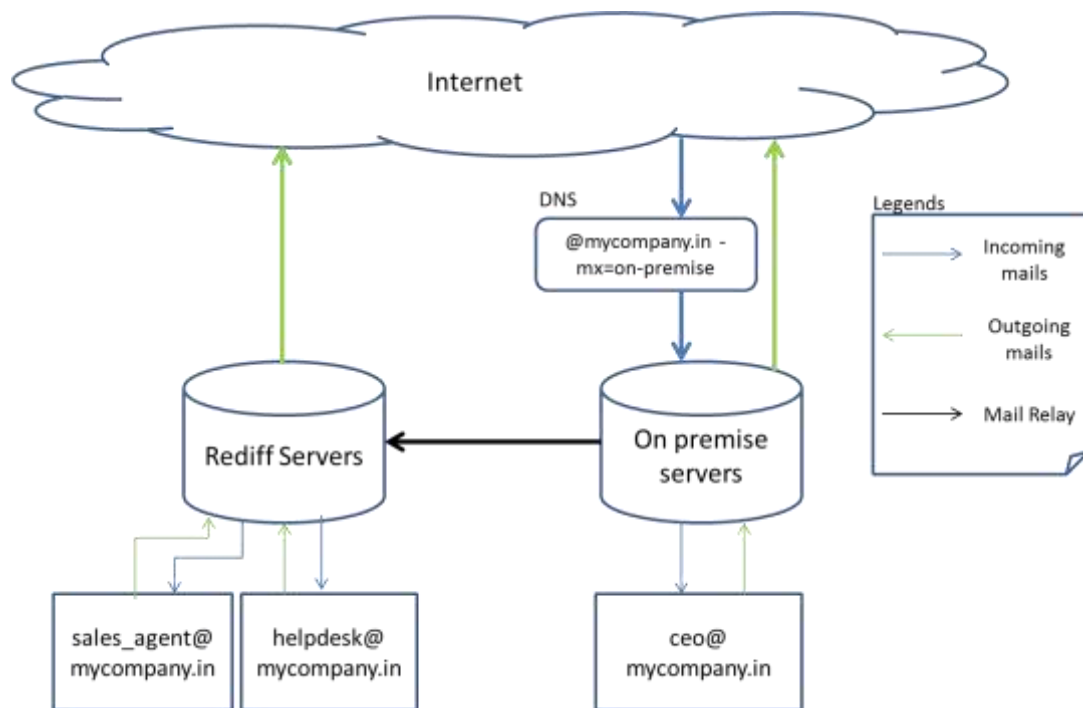 Internet
DNS
@mycompany.in -
mx=on-premise
Legends
Incoming
mails
Outgoing
mails
Mail Relay
Rediff Servers
On premise
servers
sales_agent@
mycompany.in
helpdesk@
mycompany.in
ceo@
mycompany.in